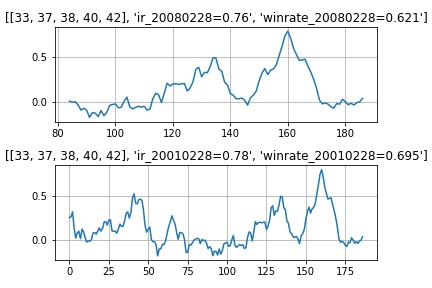 [[33, 37, 38, 40, 42], 'ir_20080228=0.76', 'winrate_20080228=0.621']
0.5
0.0
80 100 120 140 160 180
[[33, 37, 38, 40, 42], 'ir_20010228=0.78', 'winrate_20010228=0.695']
0.5
0.0
0 25 50 75 100 125 150 175